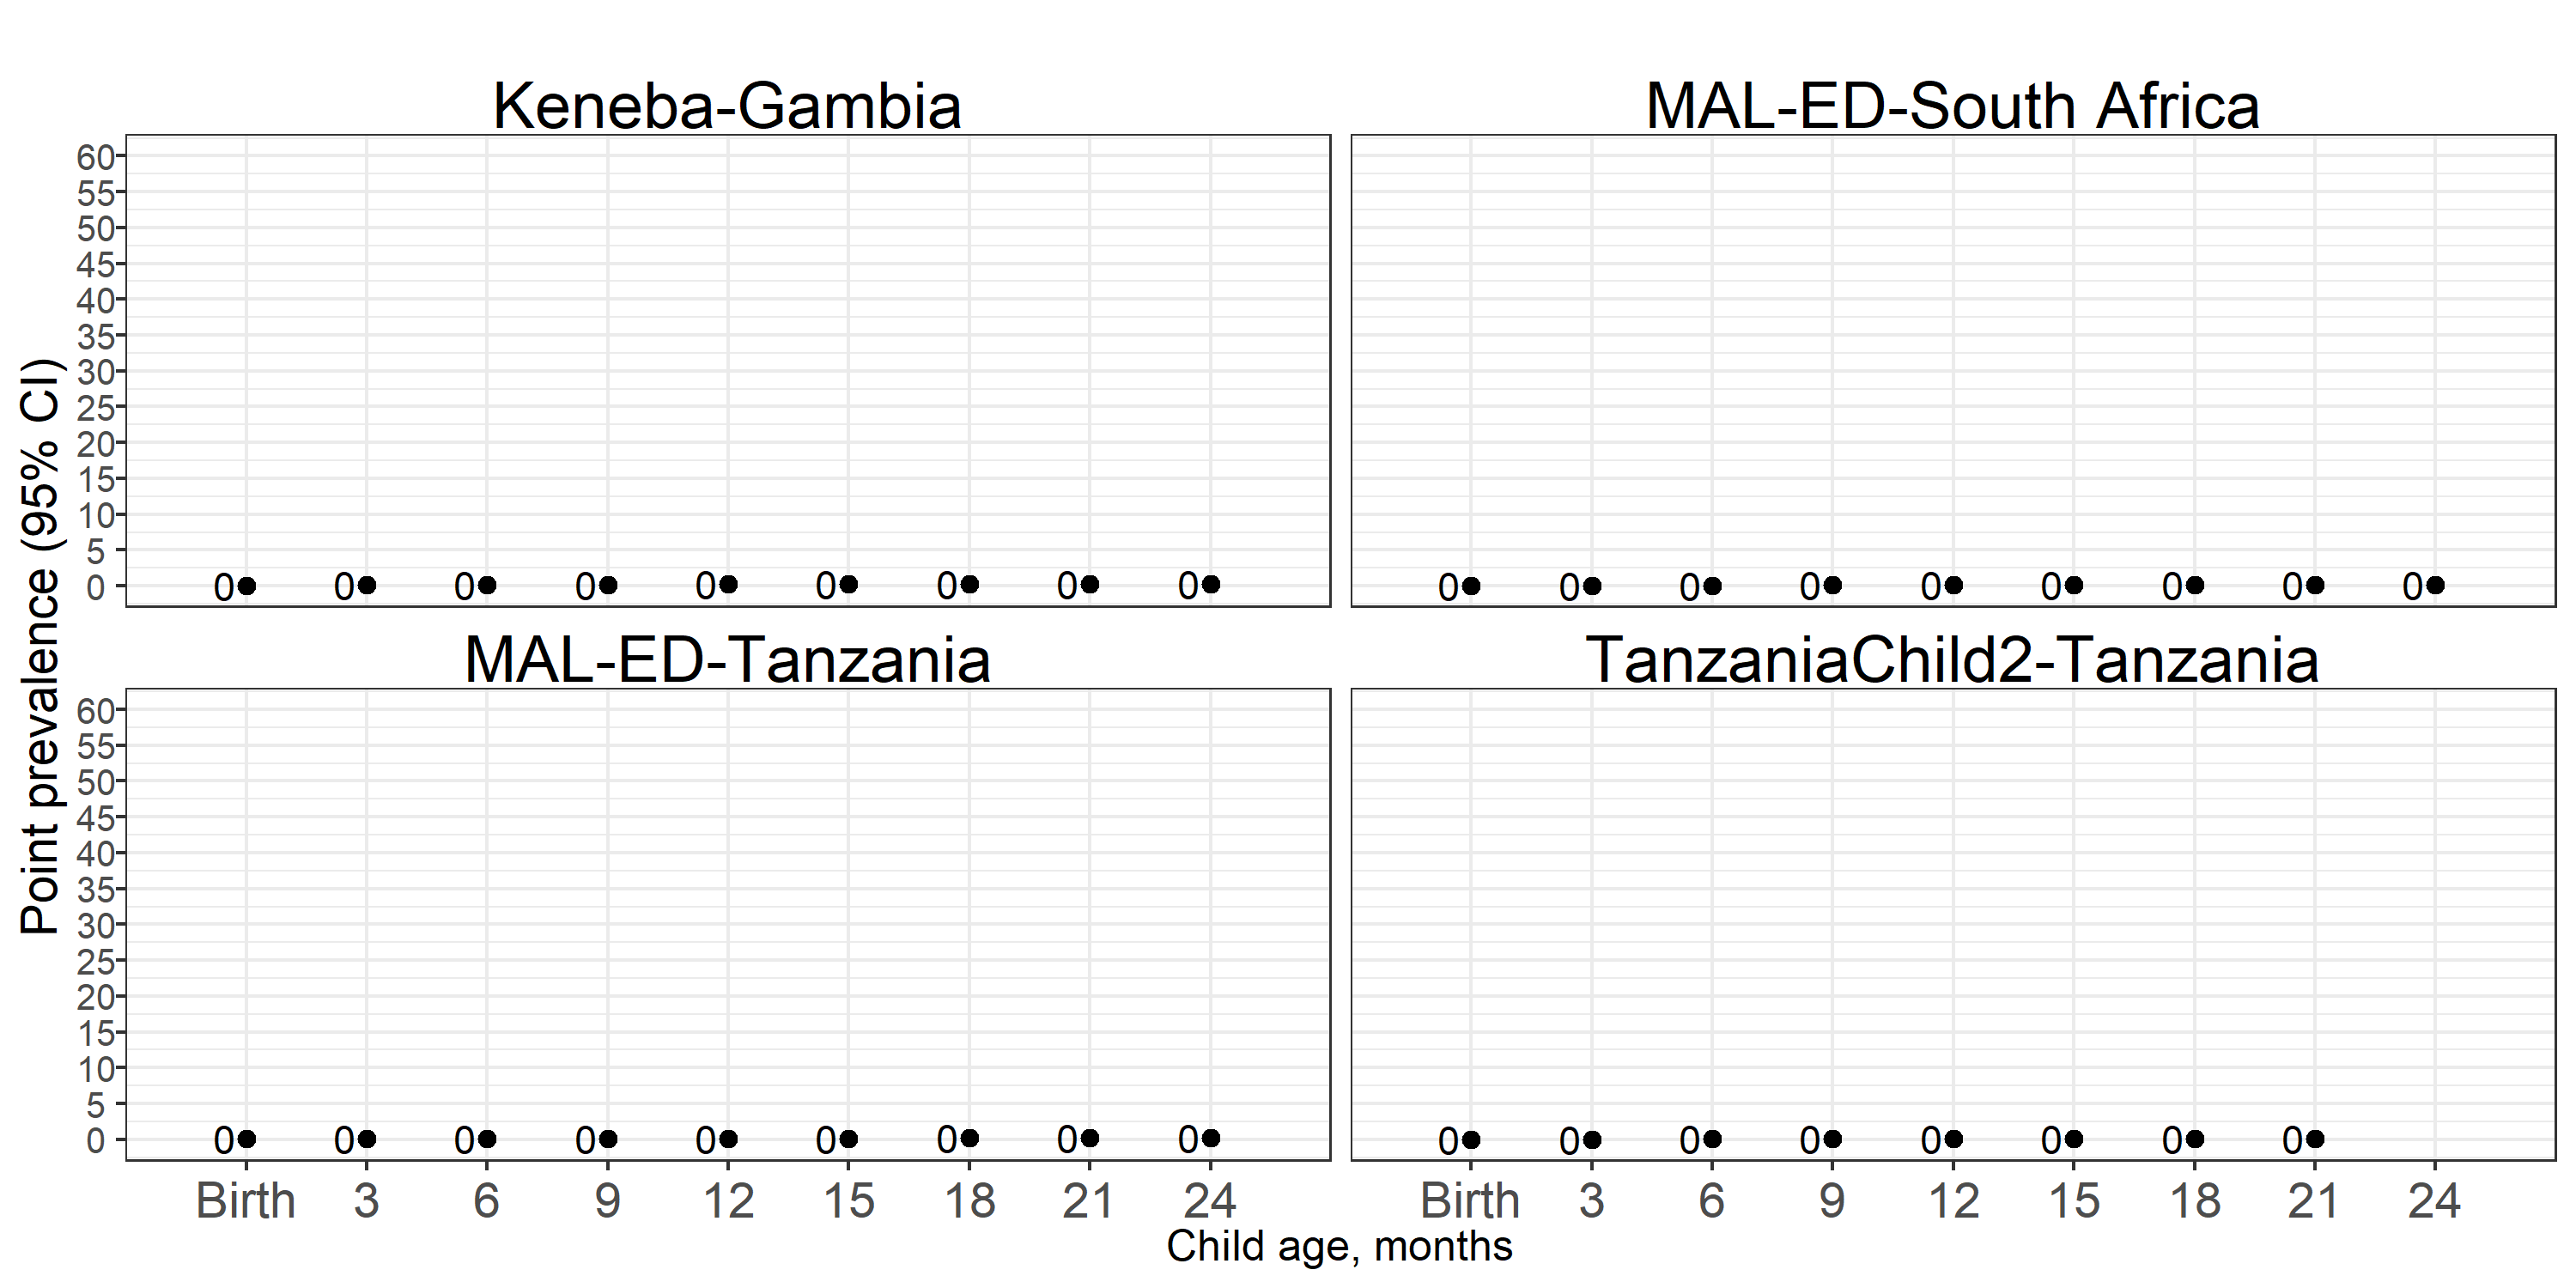 Keneba-Gambia
MAL-ED-South Africa
60
55
50
45
40
35
30
25
20
15
10
5
0
0 0 0 0 0 0 0 0 0
0 0 0 0 0 0 0 0 0
MAL-ED-Tanzania
TanzaniaChild2-Tanzania
60
55
50
45
40
35
30
25
20
15
10
5
0
0 0 0 0 0 0 0 0 0
0 0 0 0 0 0 0 0
Birth 3 6 9 12 15 18 21 24
Birth 3 6 9 12 15 18 21 24
Child age, months
Point prevalence (95% CI)